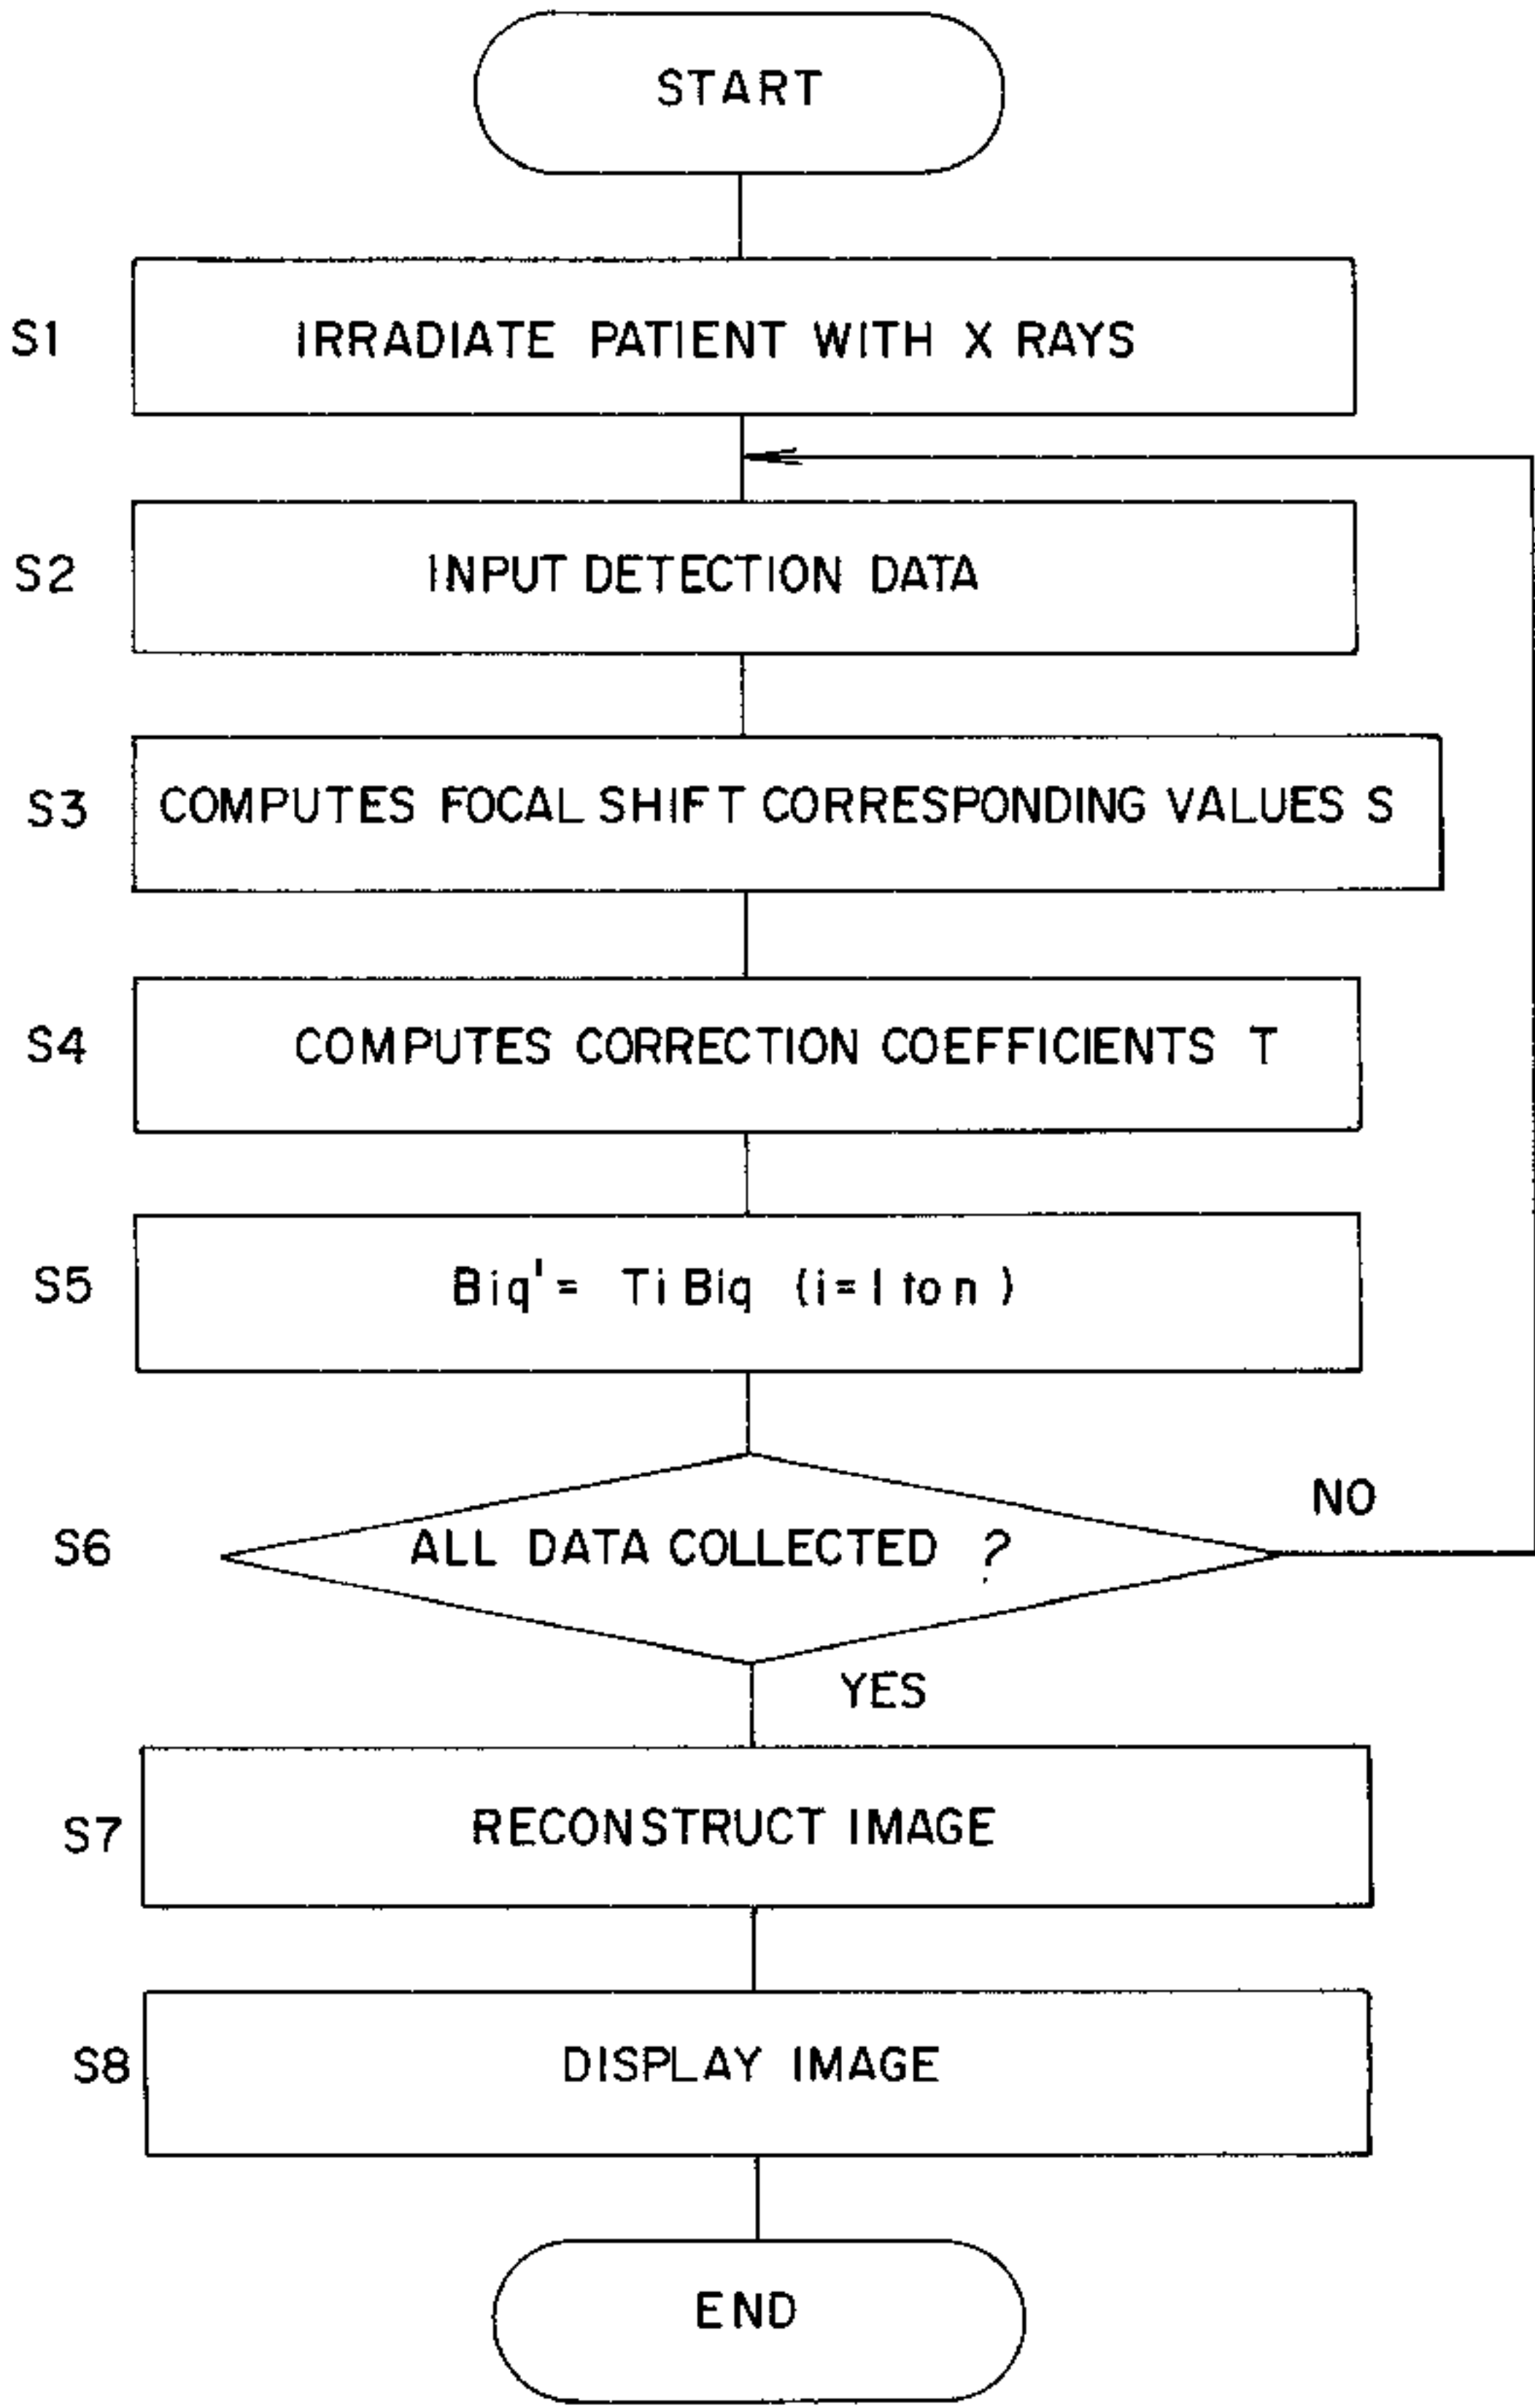 START
S1 IRRADIATE PATIENT WITH X RAYS
S2 INPUT DETECTION DATA
S3 COMPUTES FOCAL SHIFT CORRESPONDING VALUES S
S4 COMPUTES CORRECTION COEFFICIENTS T
S5 Biq' = Ti Biq (i = 1 to n)
NO
S6 ALL DATA COLLECTED ?
YES
S7 RECONSTRUCT IMAGE
S8 DISPLAY IMAGE
END